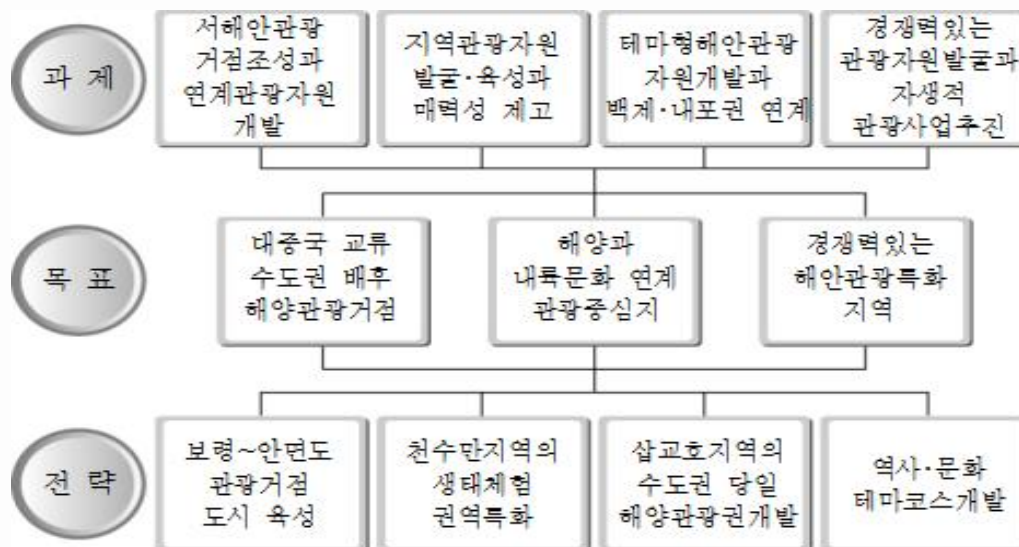 과 제
서해안관광
거점조성과
연계관광자원
개발
지역관광자원
발굴·육성과
매력성 제고
테마형해안관광
자원개발과
백제·내포권 연계
경쟁력있는
관광자원발굴과
자생적
관광사업추진
목 표
대중국 교류
수도권 배후
해양관광거점
해양과
내륙문화 연계
관광중심지
경쟁력있는
해안관광특화
지역
전 략
보령~안면도
관광거점
도시 육성
천수만지역의
생태체험
권역특화
삽교호지역의
수도권 당일
해양관광권개발
역사·문화
테마코스개발